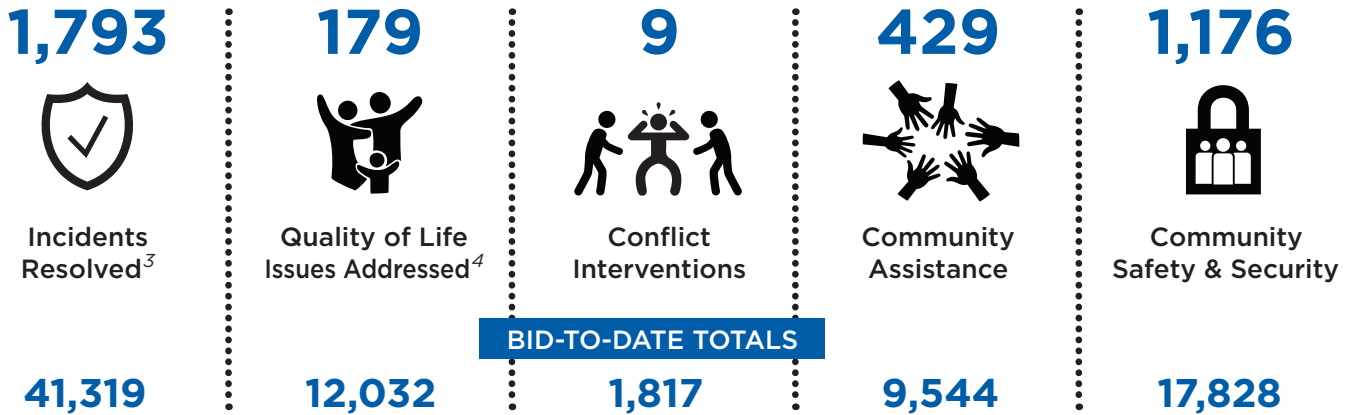 1,793
179
9
429
1,176
Incidents
Resolved3
Quality of Life
Issues Addressed4
Conflict
Interventions
Community
Assistance
Community
Safety & Security
BID-TO-DATE TOTALS
41,319
12,032
1,817
9,544
17,828